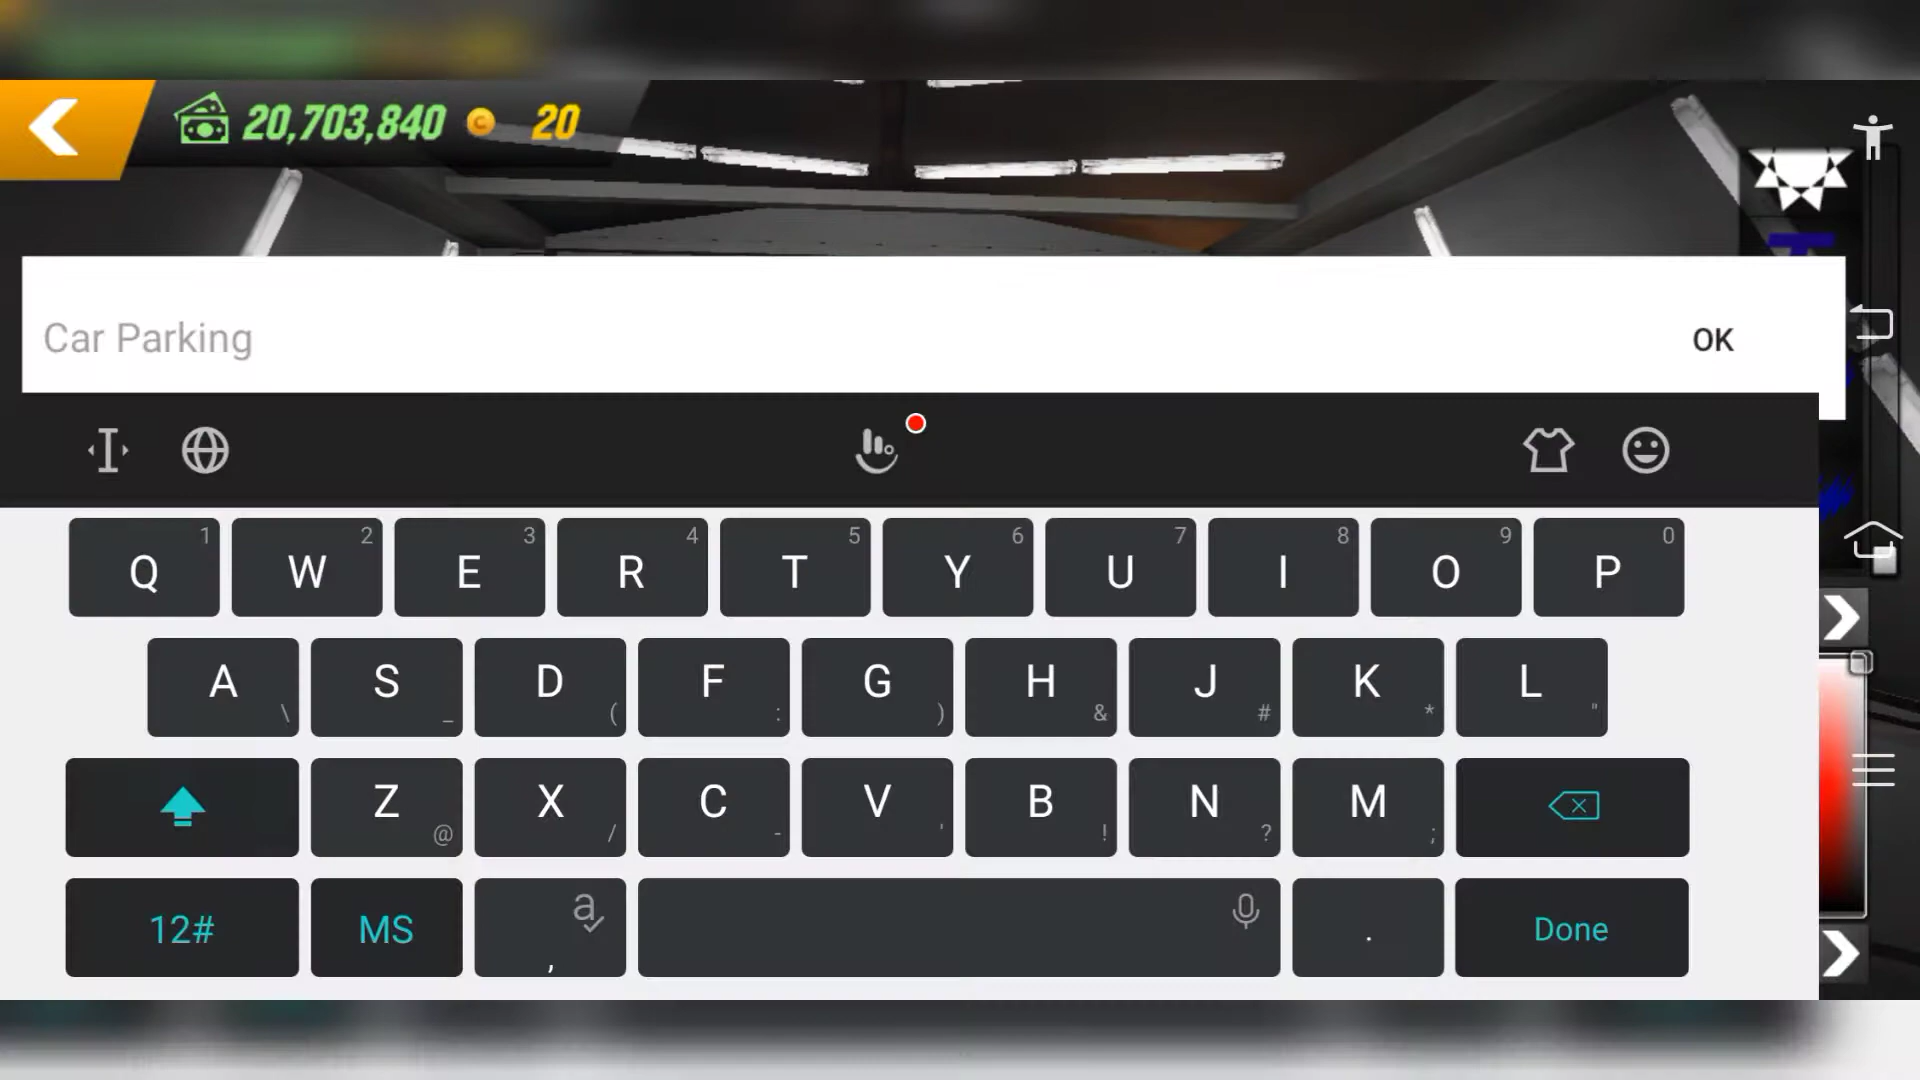 20,703,840 20
Car Parking
OK
1 2 3 4 5 6 7 8 9 0
Q W E R T Y U I O P
A S D F G H J K L
\ _ ( : ) & # * "
Z X C V B N M
@ / - ' ! ? ;
12# MS , a . Done